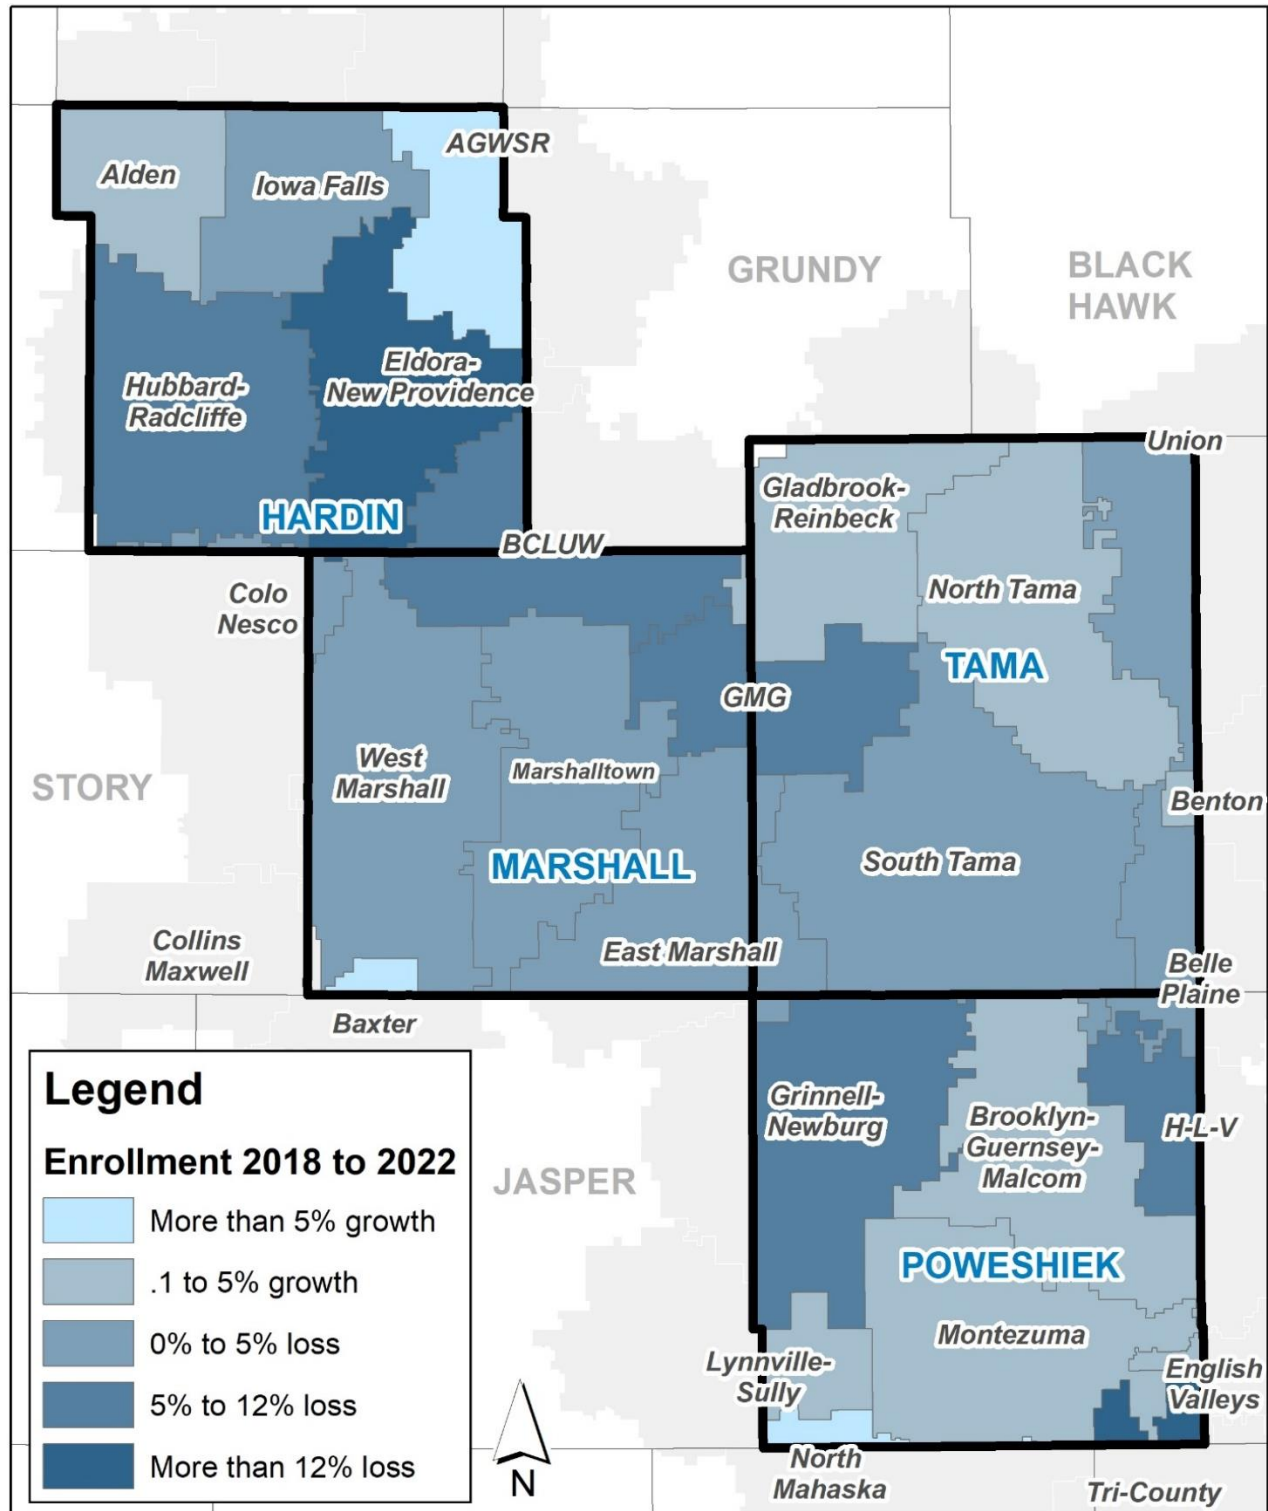 AGWSR
Alden
Iowa Falls
GRUNDY
BLACK
HAWK
Eldora-
New Providence
Hubbard-
Radcliffe
Union
Gladbrook-
Reinbeck
HARDIN
BCLUW
Colo
Nesco
North Tama
TAMA
GMG
West
Marshall
Marshalltown
STORY
Benton
MARSHALL
South Tama
Collins
Maxwell
East Marshall
Belle
Plaine
Baxter
Grinnell-
Newburg
Brooklyn-
Guernsey-
Malcom
H-L-V
JASPER
POWESHIEK
Montezuma
Lynnville-
Sully
English
Valleys
North
Mahaska
Tri-County
Legend
Enrollment 2018 to 2022
More than 5% growth
.1 to 5% growth
0% to 5% loss
5% to 12% loss
More than 12% loss
N